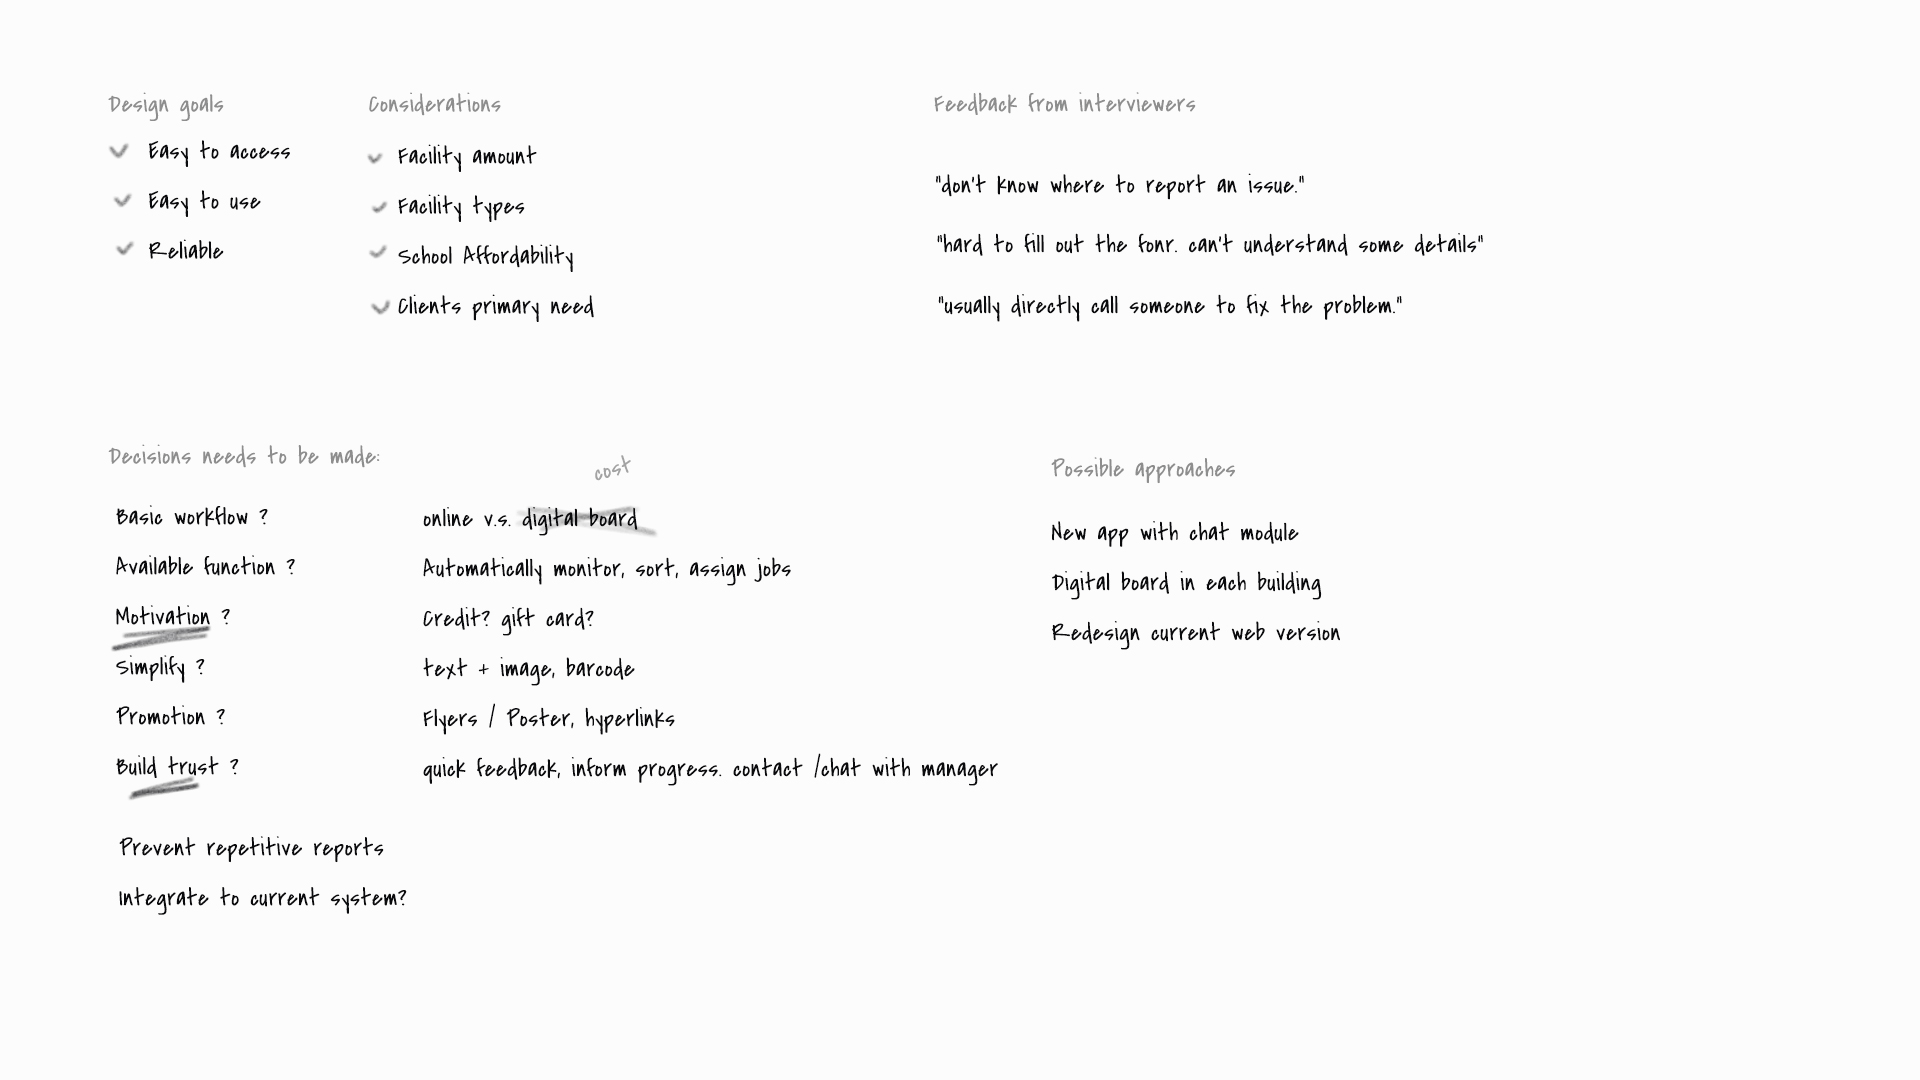 Design goals
Easy to access
Easy to use
Reliable
Considerations
Facility amount
Facility types
School Affordability
Clients primary need
Feedback from interviewers
"don't know where to report an issue."
"hard to fill out the fonr. can't understand some details"
"usually directly call someone to fix the problem."
Decisions needs to be made:
cost
Basic workflow ? online v.s. digital board
Available function ? Automatically monitor, sort, assign jobs
Motivation ? Credit? gift card?
Simplify ? text + image, barcode
Promotion ? Flyers / Poster, hyperlinks
Build trust ? quick feedback, inform progress. contact /chat with manager
Prevent repetitive reports
Integrate to current system?
Possible approaches
New app with chat module
Digital board in each building
Redesign current web version